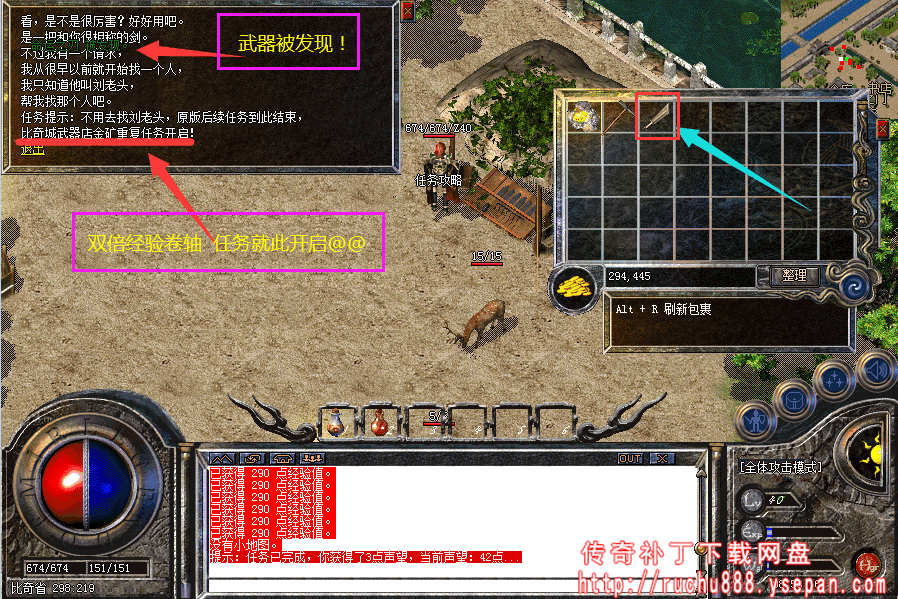 看，是不是很厉害？好好用吧。
是一把和你很相称的剑。
不过我有一个请求，
我从很早以前就开始找一个人，
我只知道他叫刘老头，
帮我找那个人吧。
任务提示：不用去找刘老头，原版后续任务到此结束，
比奇城武器店金矿重复任务开启！
退出
武器被发现！
双倍经验卷轴 任务就此开启@@
674/674/Z40
任务攻略
15/15
294,445
整理
Alt + R 刷新包裹
5/
OUT
已获得 290 点经验值。
已获得 290 点经验值。
已获得 290 点经验值。
已获得 290 点经验值。
已获得 290 点经验值。
已获得 290 点经验值。
没有小地图。
提示：任务已完成，你获得了3点声望，当前声望：42点...
[全体攻击模式]
40
674/674
151/151
比奇省 298:219
传奇补丁下载网盘
http://ruchu888.ysepan.com